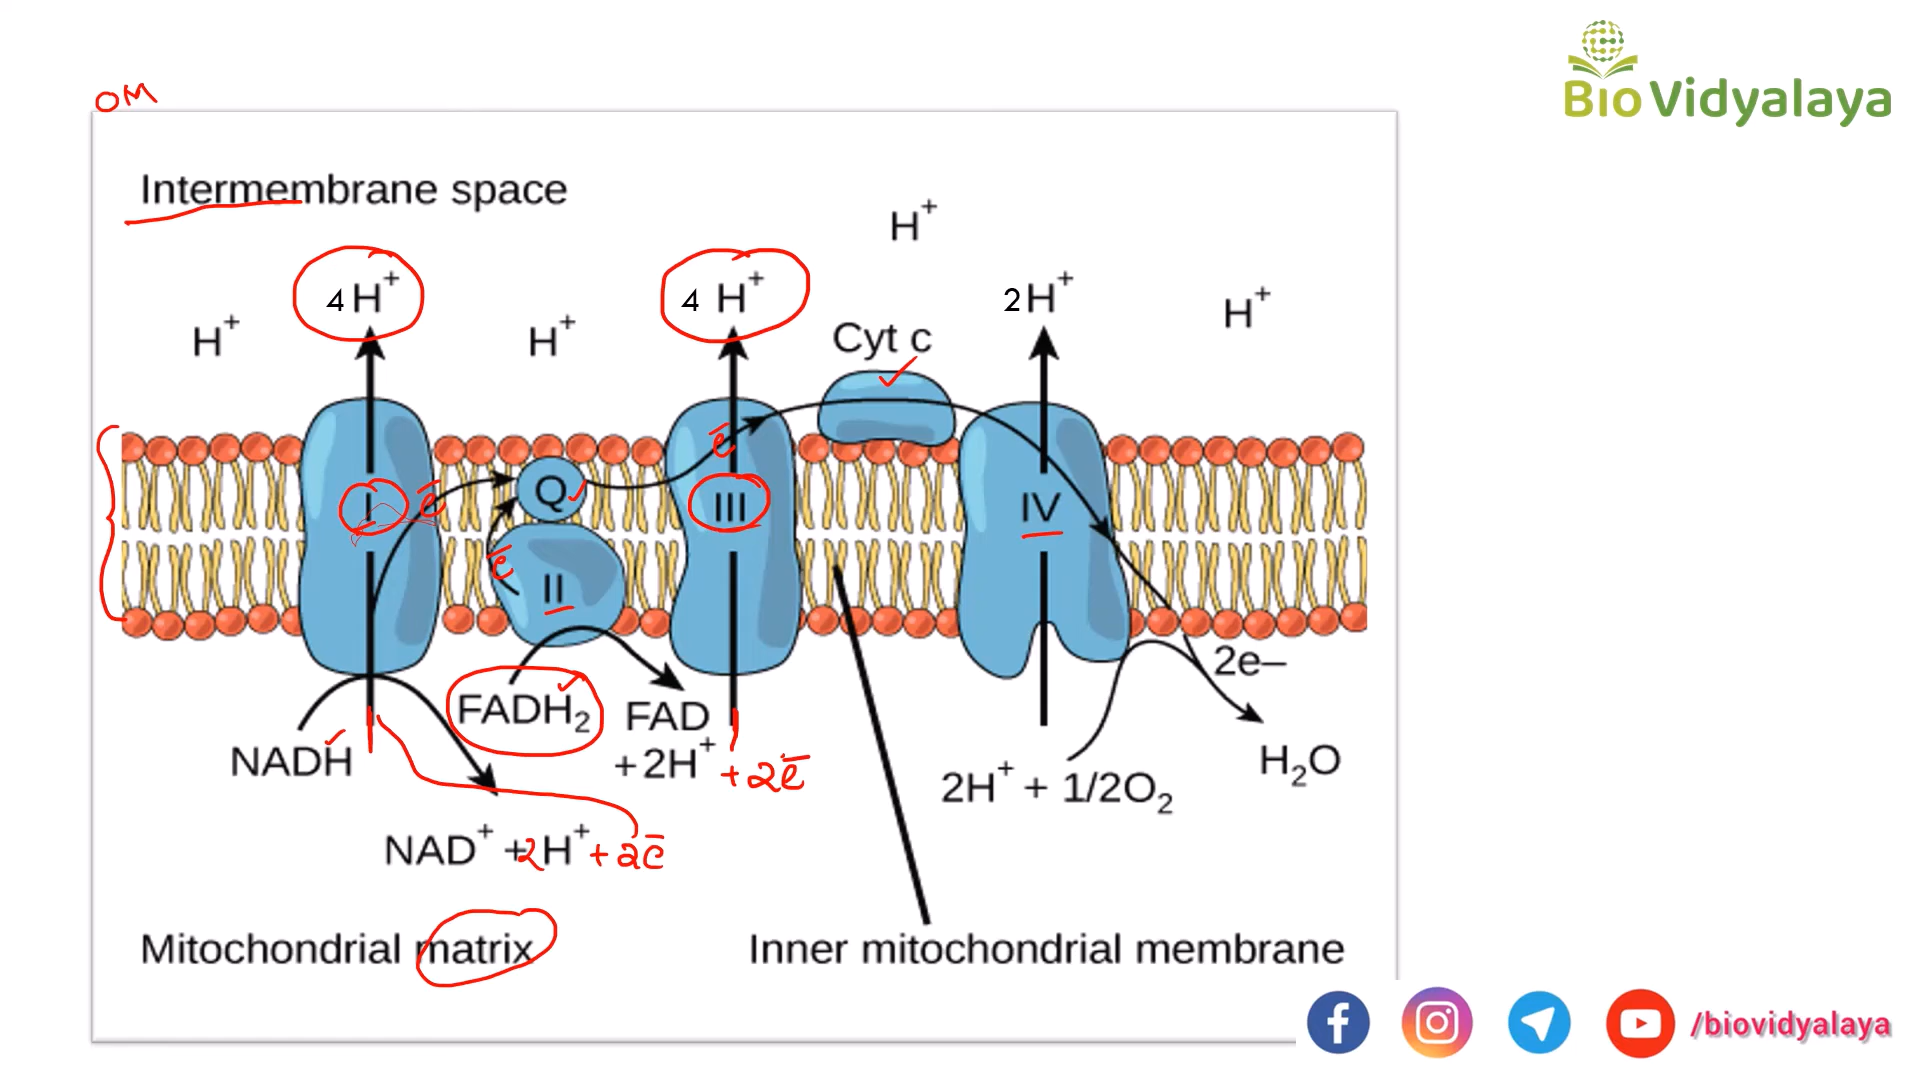 Bio Vidyalaya
OM
Intermembrane space
H⁺
4 H⁺
4 H⁺
2H⁺
H⁺
H⁺
H⁺
Cyt c
I
e̅
Q
e̅
III
IV
e̅
II
2e–
FADH₂
FAD
+2H⁺ +2e̅
NADH
2H⁺ + 1/2O₂
H₂O
NAD⁺ +2H⁺ +2e̅
Mitochondrial matrix
Inner mitochondrial membrane
/biovidyalaya